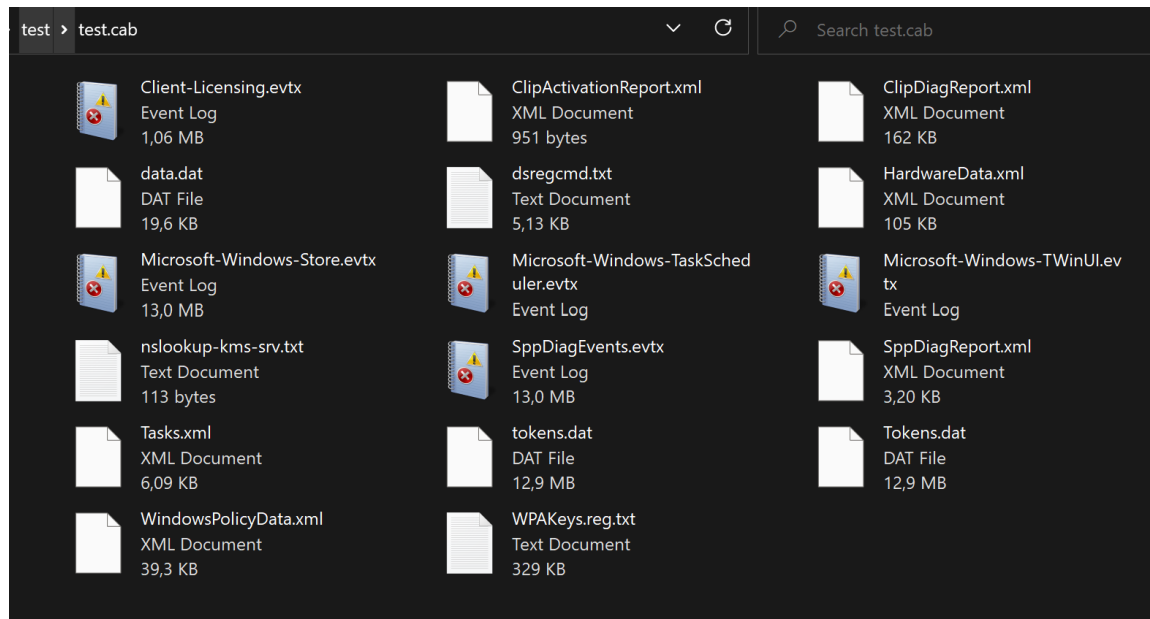 test > test.cab
Search test.cab
Client-Licensing.evtx
Event Log
1,06 MB
ClipActivationReport.xml
XML Document
951 bytes
ClipDiagReport.xml
XML Document
162 KB
data.dat
DAT File
19,6 KB
dsregcmd.txt
Text Document
5,13 KB
HardwareData.xml
XML Document
105 KB
Microsoft-Windows-Store.evtx
Event Log
13,0 MB
Microsoft-Windows-TaskSched
uler.evtx
Event Log
Microsoft-Windows-TWinUI.ev
tx
Event Log
nslookup-kms-srv.txt
Text Document
113 bytes
SppDiagEvents.evtx
Event Log
13,0 MB
SppDiagReport.xml
XML Document
3,20 KB
Tasks.xml
XML Document
6,09 KB
tokens.dat
DAT File
12,9 MB
Tokens.dat
DAT File
12,9 MB
WindowsPolicyData.xml
XML Document
39,3 KB
WPAKeys.reg.txt
Text Document
329 KB